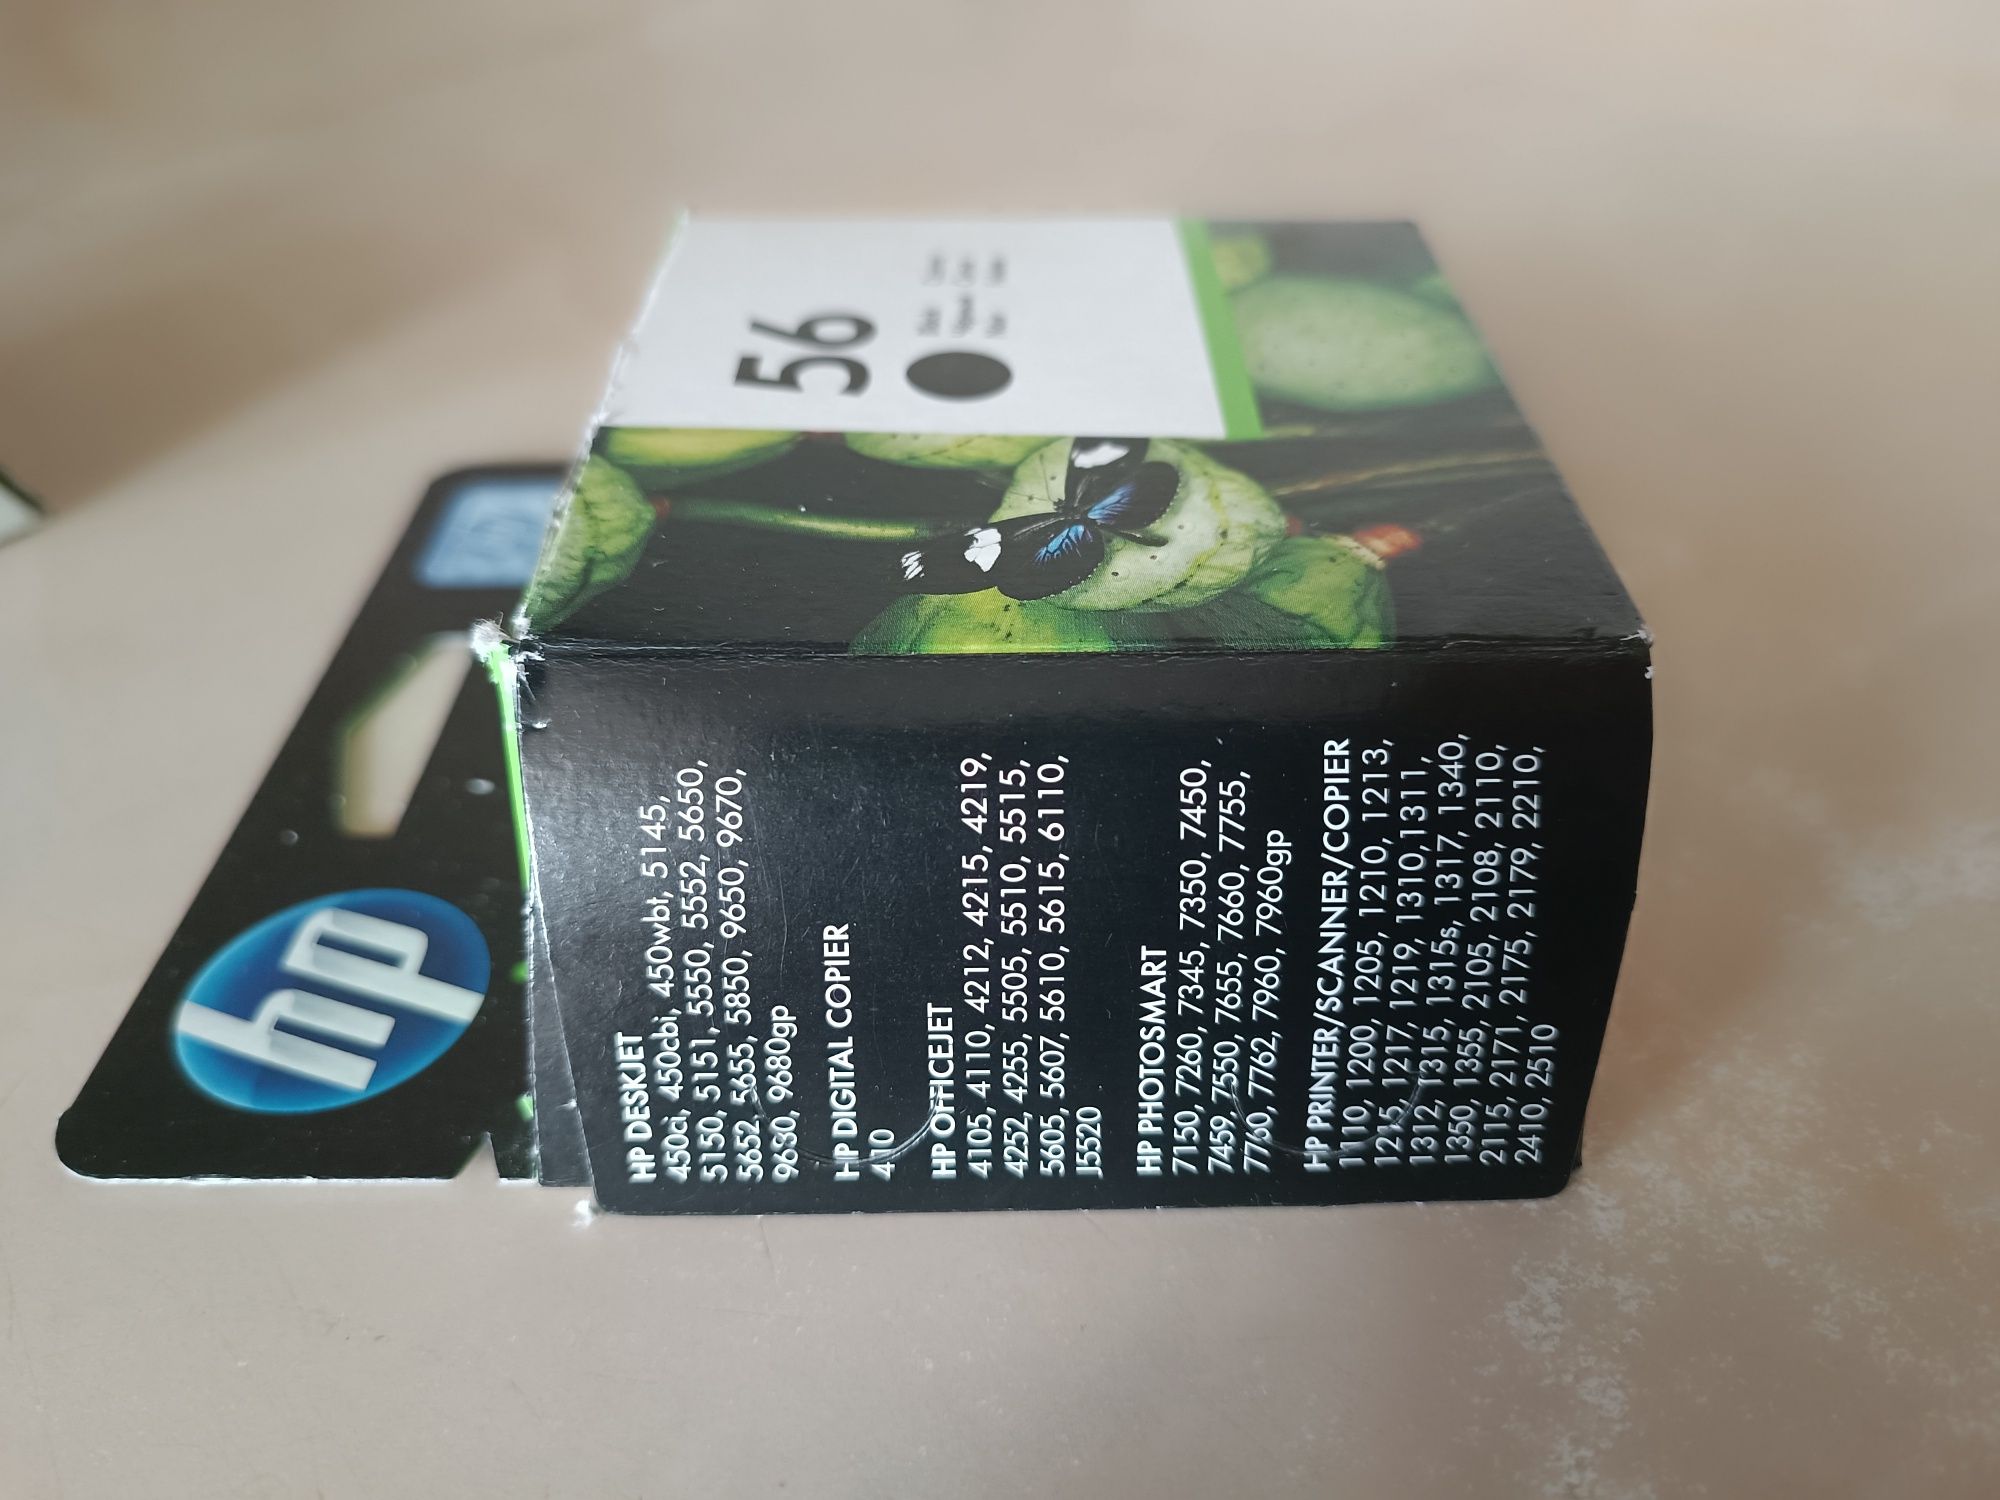 hp
56
HP DESKJET
450ci, 450cbi, 450wbt, 5145,
5150, 5151, 5550, 5552, 5650,
5652, 5655, 5850, 9650, 9670,
9680, 9680gp
HP DIGITAL COPIER
410
HP OFFICEJET
4105, 4110, 4212, 4215, 4219,
4252, 4255, 5505, 5510, 5515,
5605, 5607, 5610, 5615, 6110,
J5520
HP PHOTOSMART
7150, 7260, 7345, 7350, 7450,
7459, 7550, 7655, 7660, 7755,
7760, 7762, 7960, 7960gp
HP PRINTER/SCANNER/COPIER
1110, 1200, 1205, 1210, 1213,
1215, 1217, 1219, 1310,1311,
1312, 1315, 1315s, 1317, 1340,
1350, 1355, 2105, 2108, 2110,
2115, 2171, 2175, 2179, 2210,
2410, 2510